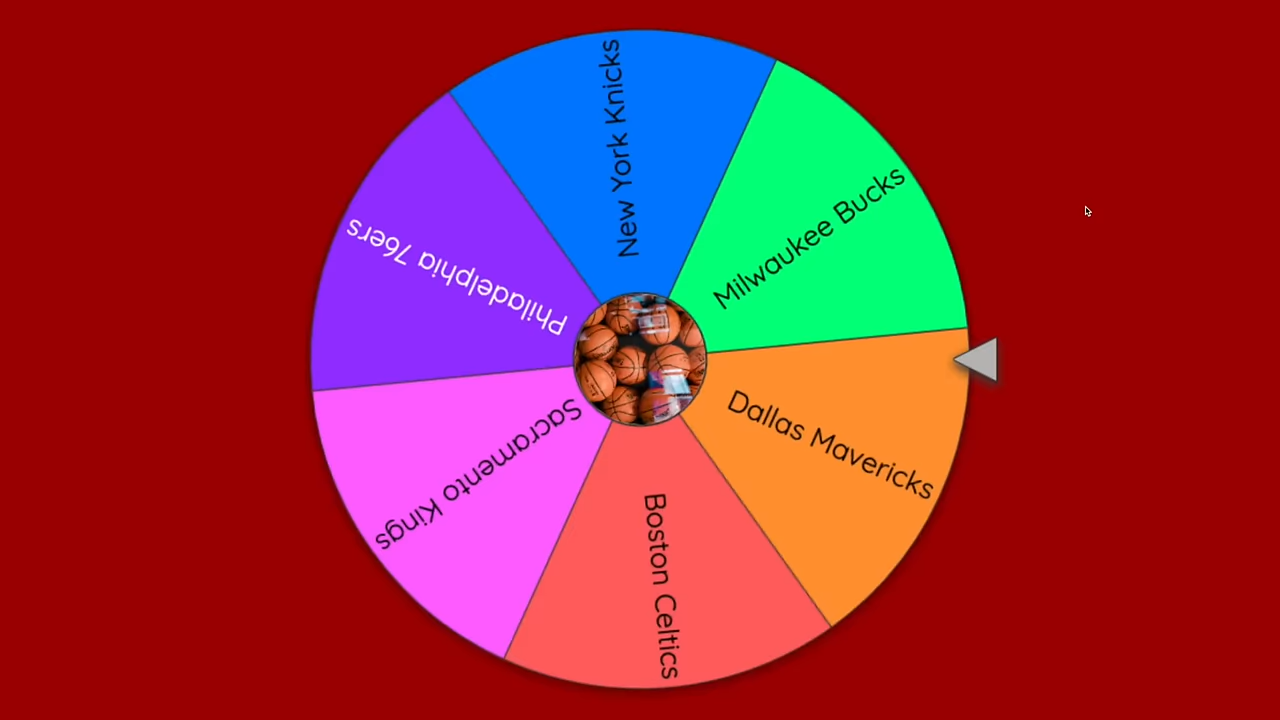 New York Knicks
Milwaukee Bucks
Dallas Mavericks
Boston Celtics
Sacramento Kings
Philadelphia 76ers